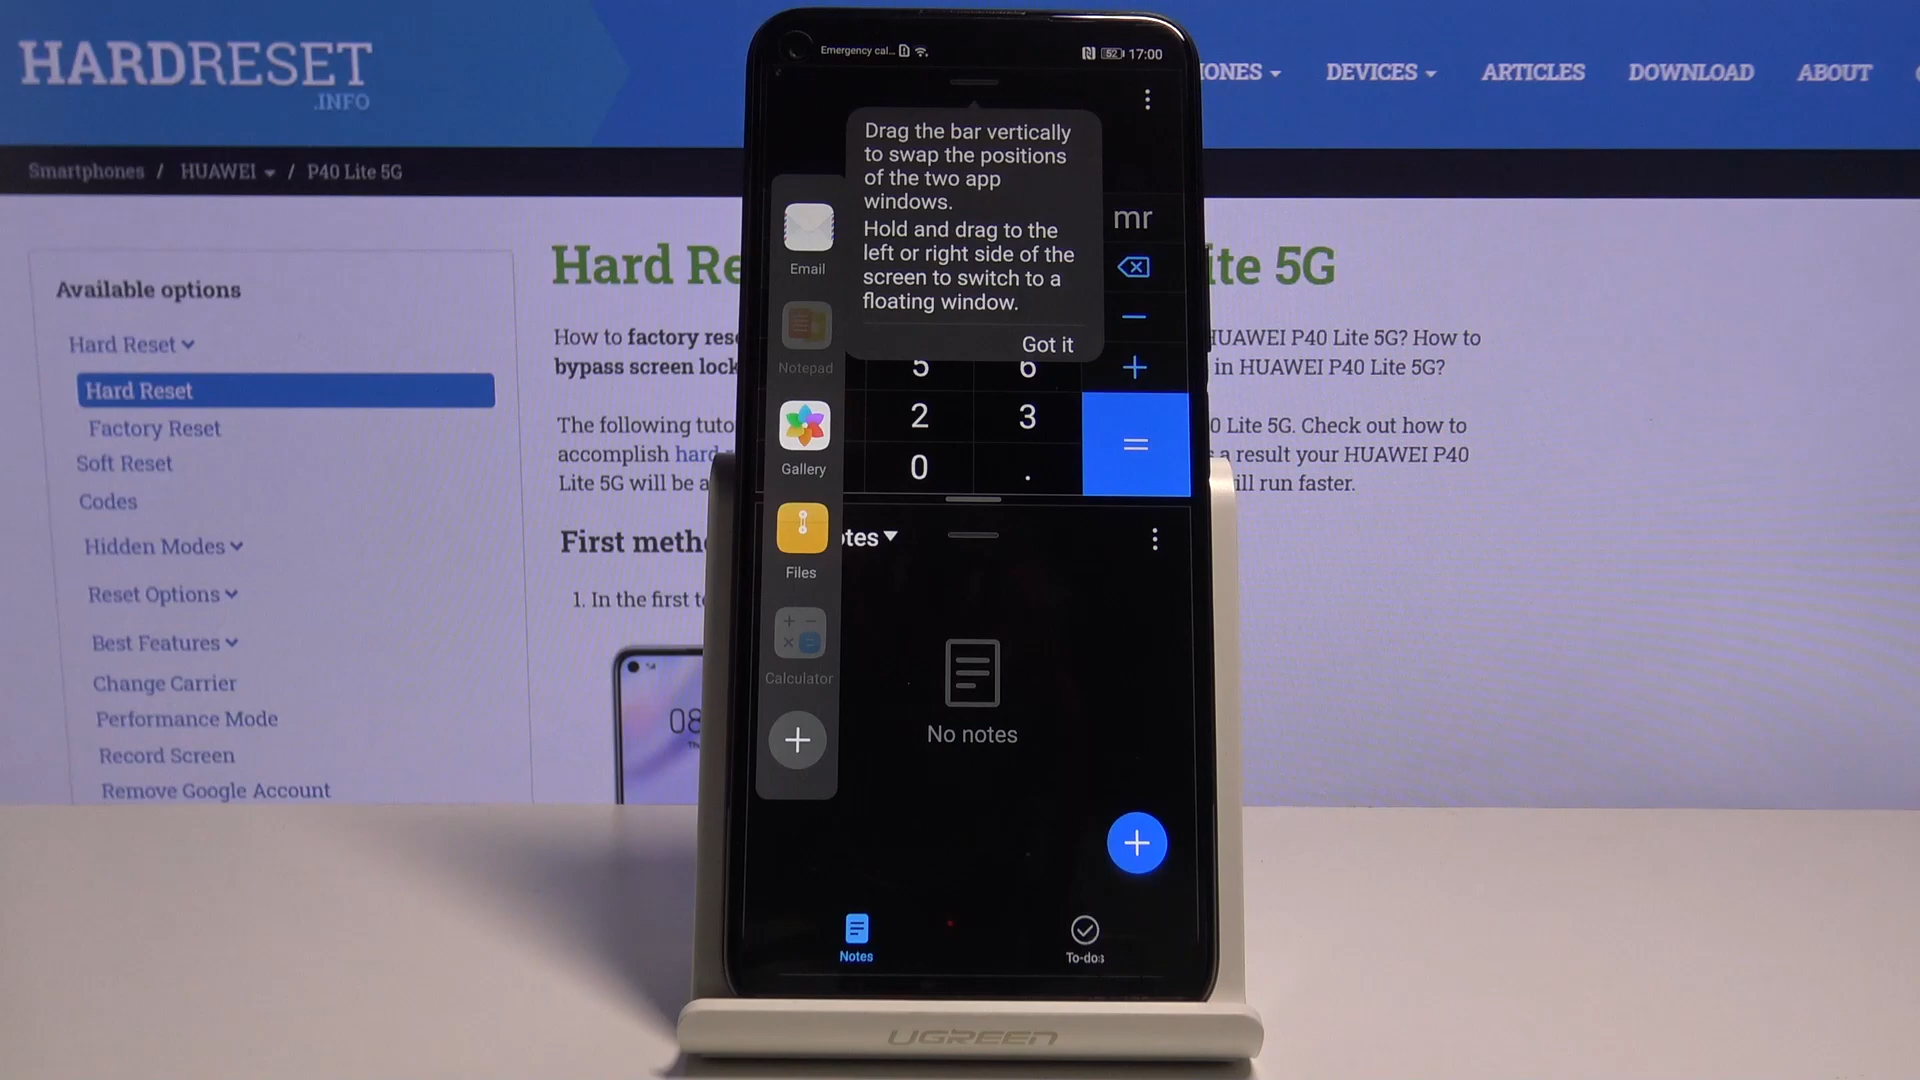 HARDRESET
.INFO
DEVICES
ARTICLES
DOWNLOAD
ABOUT
Smartphones / HUAWEI / P40 Lite 5G
Available options
Hard Reset
Hard Reset
Factory Reset
Soft Reset
Codes
Hidden Modes
Reset Options
Best Features
Change Carrier
Performance Mode
Record Screen
Remove Google Account
Hard Re
ite 5G
How to factory rese
HUAWEI P40 Lite 5G? How to
bypass screen lock
in HUAWEI P40 Lite 5G?
The following tuto
0 Lite 5G. Check out how to
accomplish hard
a result your HUAWEI P40
Lite 5G will be a
ill run faster.
First meth
1. In the first t
08
Emergency cal...
52 17:00
Drag the bar vertically
to swap the positions
of the two app
windows.
Hold and drag to the
left or right side of the
screen to switch to a
floating window.
Got it
Email
Notepad
Gallery
Files
Calculator
+
mr
−
5 6 +
2 3 =
0 .
otes
No notes
+
Notes
To-dos
UGREEN